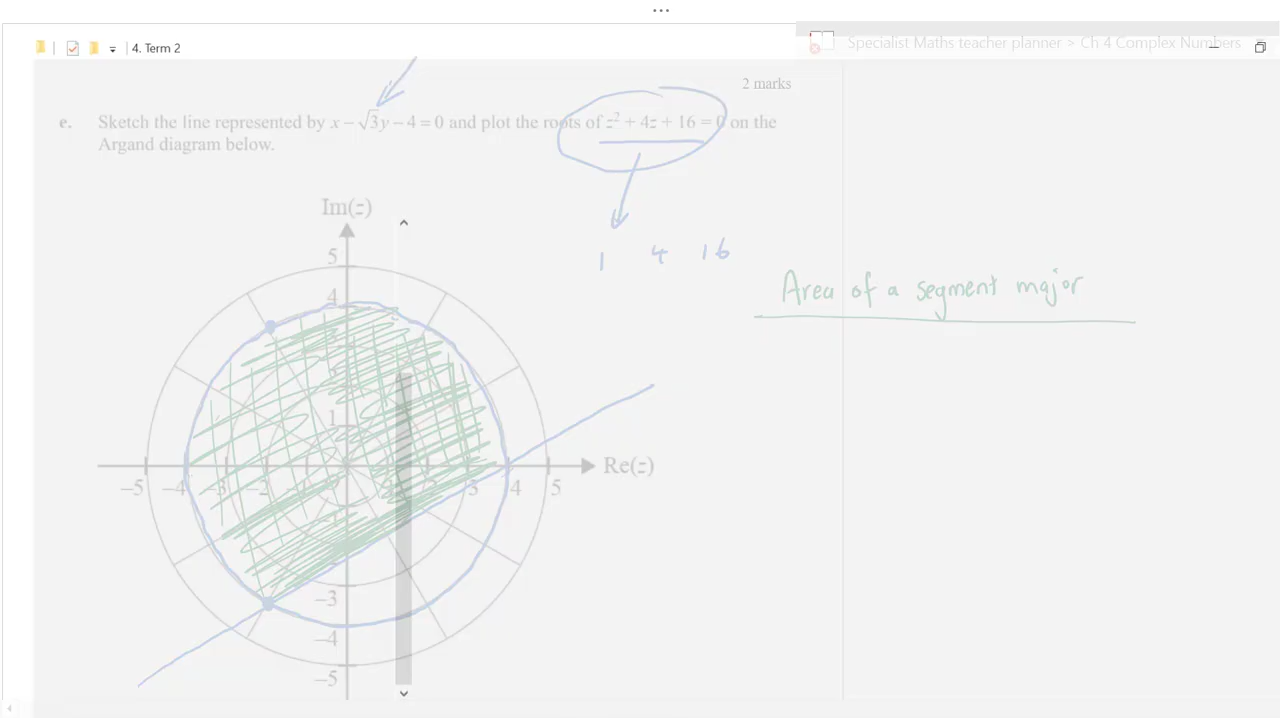 ...
4. Term 2
Specialist Maths teacher planner > Ch 4 Complex Numbers
2 marks
e. Sketch the line represented by x − √3y − 4 = 0 and plot the roots of z² + 4z + 16 = 0 on the
Argand diagram below.
Im(z)
5
4
1
1 4 16
Area of a segment major
Re(z)
−5 −4 −3 −2 3 4 5
−3
−4
−5